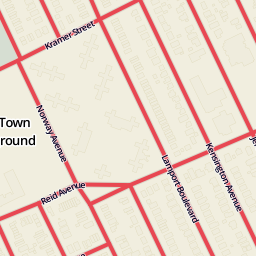 Kramer Street
Norway Avenue
Town
round
Reid Avenue
Lamport Boulevard
Kensington Avenue